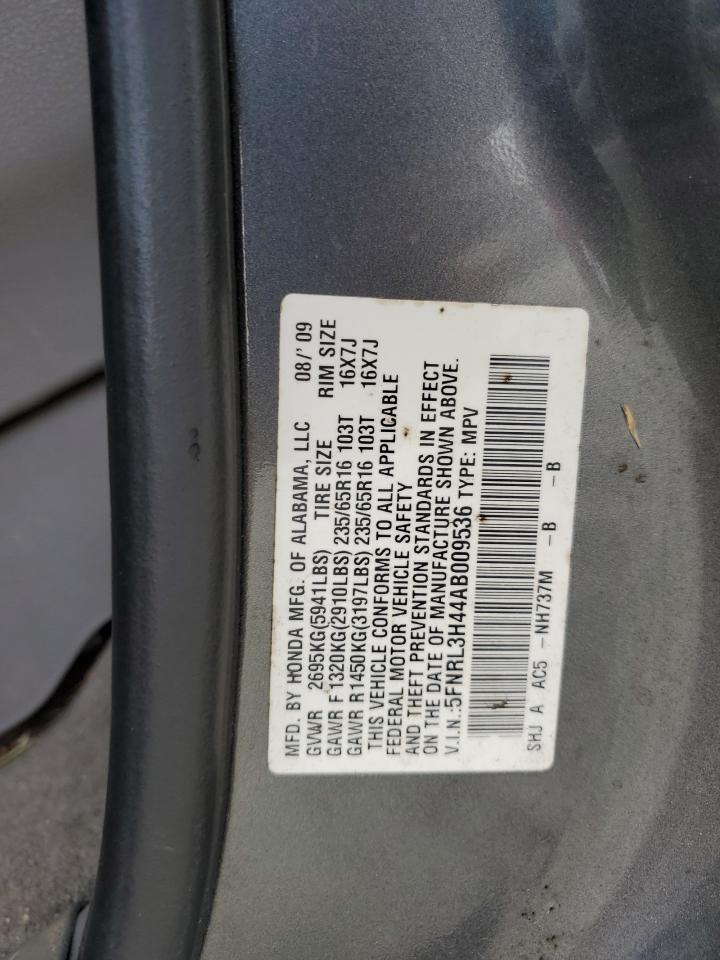 MFD. BY HONDA MFG. OF ALABAMA, LLC 08/' 09
GVWR 2695KG(5941LBS) TIRE SIZE RIM SIZE
GAWR F 1320KG(2910LBS) 235/65R16 103T 16X7J
GAWR R1450KG(3197LBS) 235/65R16 103T 16X7J
THIS VEHICLE CONFORMS TO ALL APPLICABLE
FEDERAL MOTOR VEHICLE SAFETY
AND THEFT PREVENTION STANDARDS IN EFFECT
ON THE DATE OF MANUFACTURE SHOWN ABOVE.
V.I.N.:5FNRL3H44AB009536 TYPE: MPV
SHJ A AC5 -NH737M -B -B